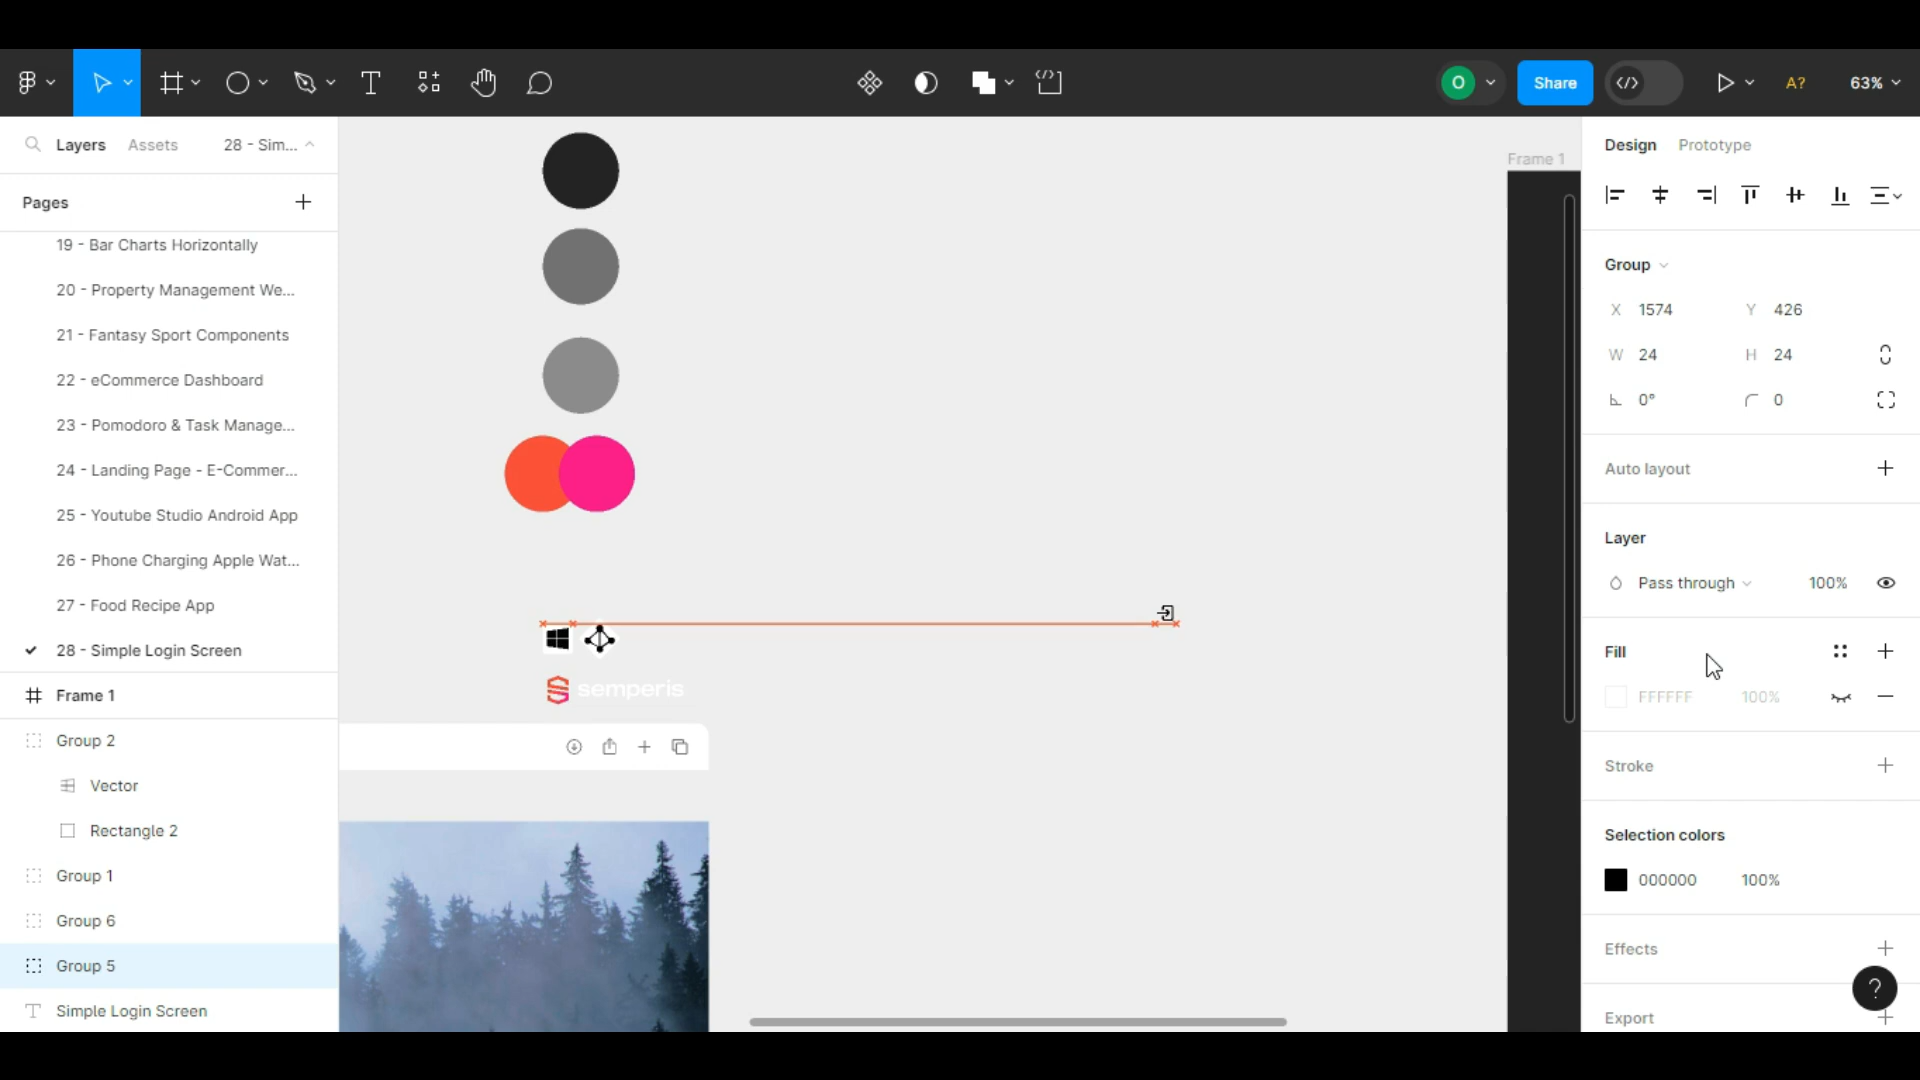 O
Share
A?
63%
Layers
Assets
28 - Sim...
Pages
19 - Bar Charts Horizontally
20 - Property Management We...
21 - Fantasy Sport Components
22 - eCommerce Dashboard
23 - Pomodoro & Task Manage...
24 - Landing Page - E-Commer...
25 - Youtube Studio Android App
26 - Phone Charging Apple Wat...
27 - Food Recipe App
28 - Simple Login Screen
Frame 1
Group 2
Vector
Rectangle 2
Group 1
Group 6
Group 5
Simple Login Screen
semperis
Frame 1
Design
Prototype
Group
X 1574
Y 426
W 24
H 24
0°
0
Auto layout
Layer
Pass through
100%
Fill
FFFFFF
100%
Stroke
Selection colors
000000
100%
Effects
Export
?